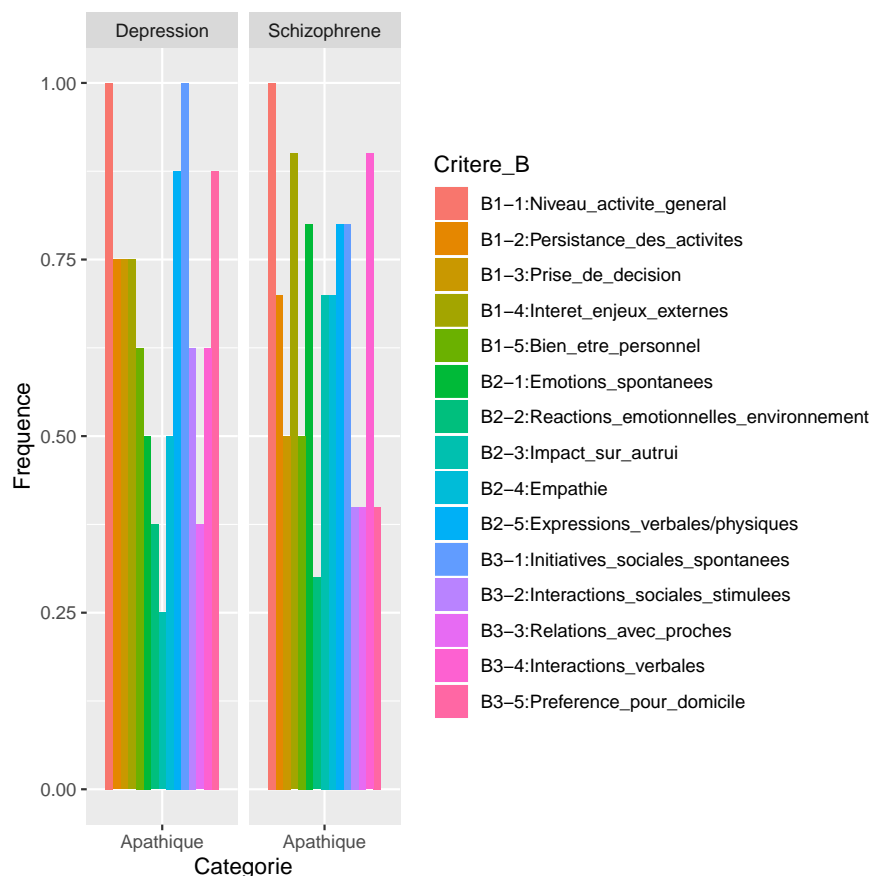 Depression
Schizophrene
1.00
0.75
0.50
0.25
0.00
Frequence
Apathique
Apathique
Categorie
Critere_B
B1−1:Niveau_activite_general
B1−2:Persistance_des_activites
B1−3:Prise_de_decision
B1−4:Interet_enjeux_externes
B1−5:Bien_etre_personnel
B2−1:Emotions_spontanees
B2−2:Reactions_emotionnelles_environnement
B2−3:Impact_sur_autrui
B2−4:Empathie
B2−5:Expressions_verbales/physiques
B3−1:Initiatives_sociales_spontanees
B3−2:Interactions_sociales_stimulees
B3−3:Relations_avec_proches
B3−4:Interactions_verbales
B3−5:Preference_pour_domicile